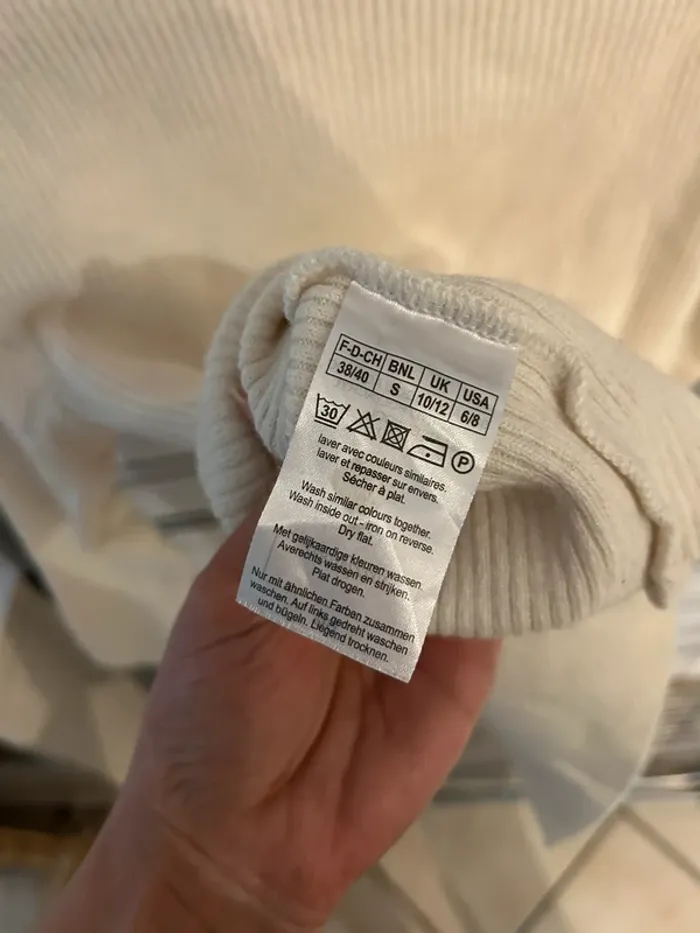 F-D-CH BNL UK USA
38/40 S 10/12 6/8
30 P
laver avec couleurs similaires.
laver et repasser sur envers.
Sécher à plat.
Wash similar colours together.
Wash inside out - iron on reverse.
Dry flat.
Met gelijkaardige kleuren wassen.
Averechts wassen en strijken.
Plat drogen.
Nur mit ähnlichen Farben zusammen
waschen. Auf links gedreht waschen
und bügeln. Liegend trocknen.